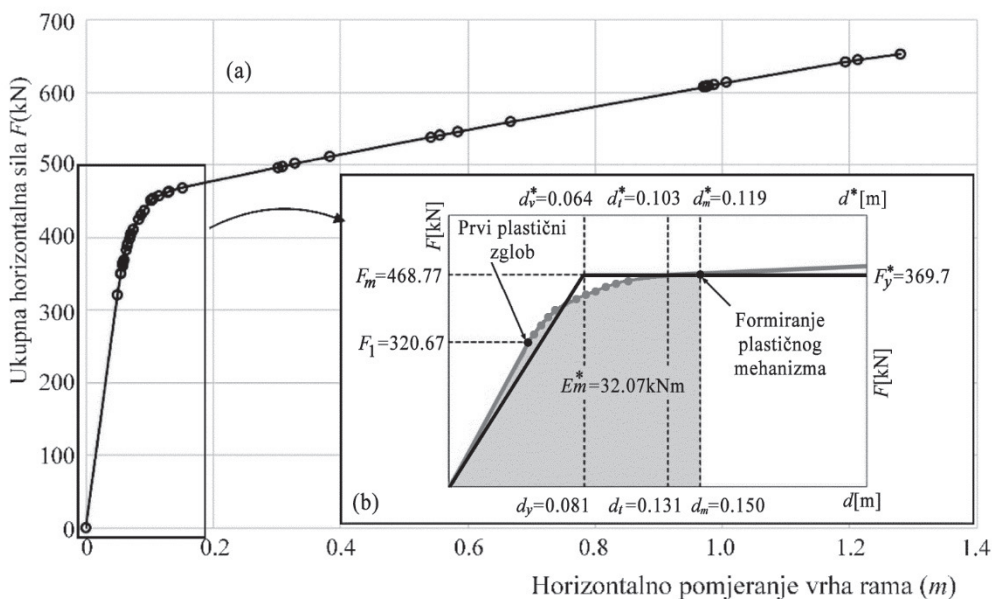 700
600
500
400
300
200
100
0
Ukupna horizontalna sila F(kN)
(a)
d*v=0.064 d*t=0.103 d*m=0.119 d*[m]
F[kN]
Prvi plastični
zglob
Fm=468.77
F*y=369.7
F1=320.67
Formiranje
plastičnog
mehanizma
E*m=32.07kNm
F[kN]
(b)
dy=0.081 dt=0.131 dm=0.150 d[m]
0 0.2 0.4 0.6 0.8 1.0 1.2 1.4
Horizontalno pomjeranje vrha rama (m)